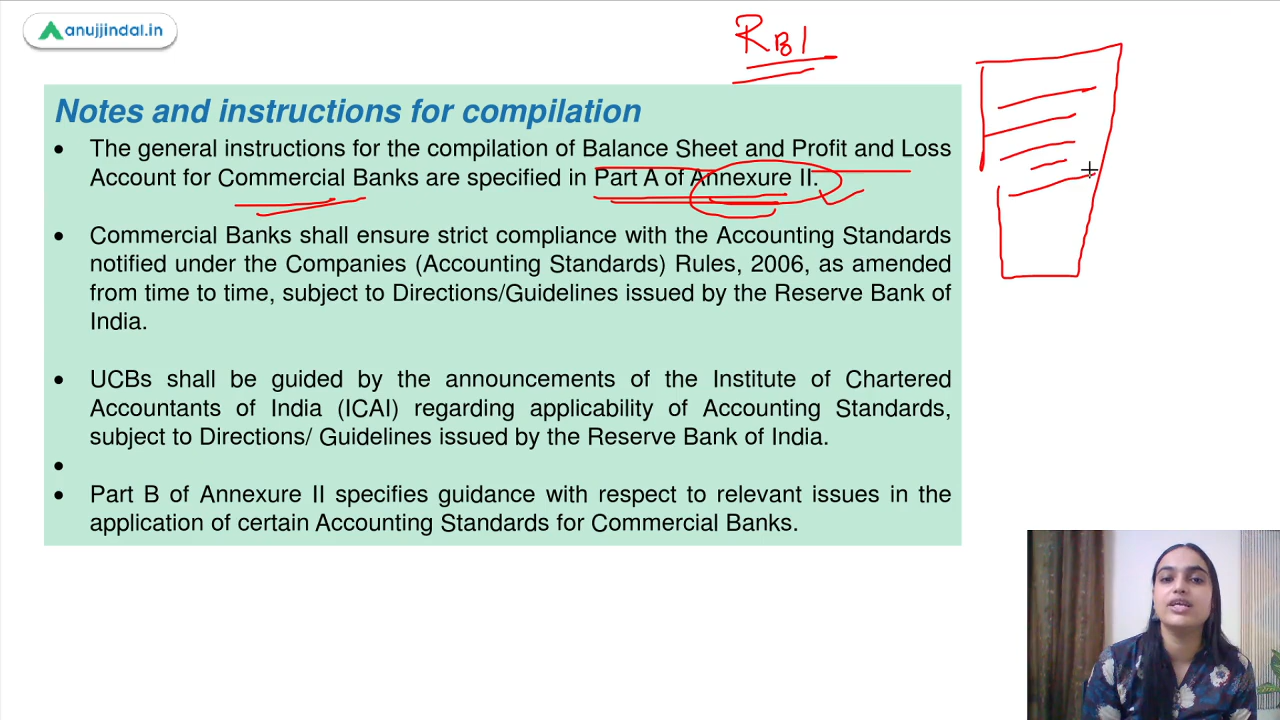 anujjindal.in
RBI
Notes and instructions for compilation
• The general instructions for the compilation of Balance Sheet and Profit and Loss
Account for Commercial Banks are specified in Part A of Annexure II.
• Commercial Banks shall ensure strict compliance with the Accounting Standards
notified under the Companies (Accounting Standards) Rules, 2006, as amended
from time to time, subject to Directions/Guidelines issued by the Reserve Bank of
India.
• UCBs shall be guided by the announcements of the Institute of Chartered
Accountants of India (ICAI) regarding applicability of Accounting Standards,
subject to Directions/ Guidelines issued by the Reserve Bank of India.
•
• Part B of Annexure II specifies guidance with respect to relevant issues in the
application of certain Accounting Standards for Commercial Banks.